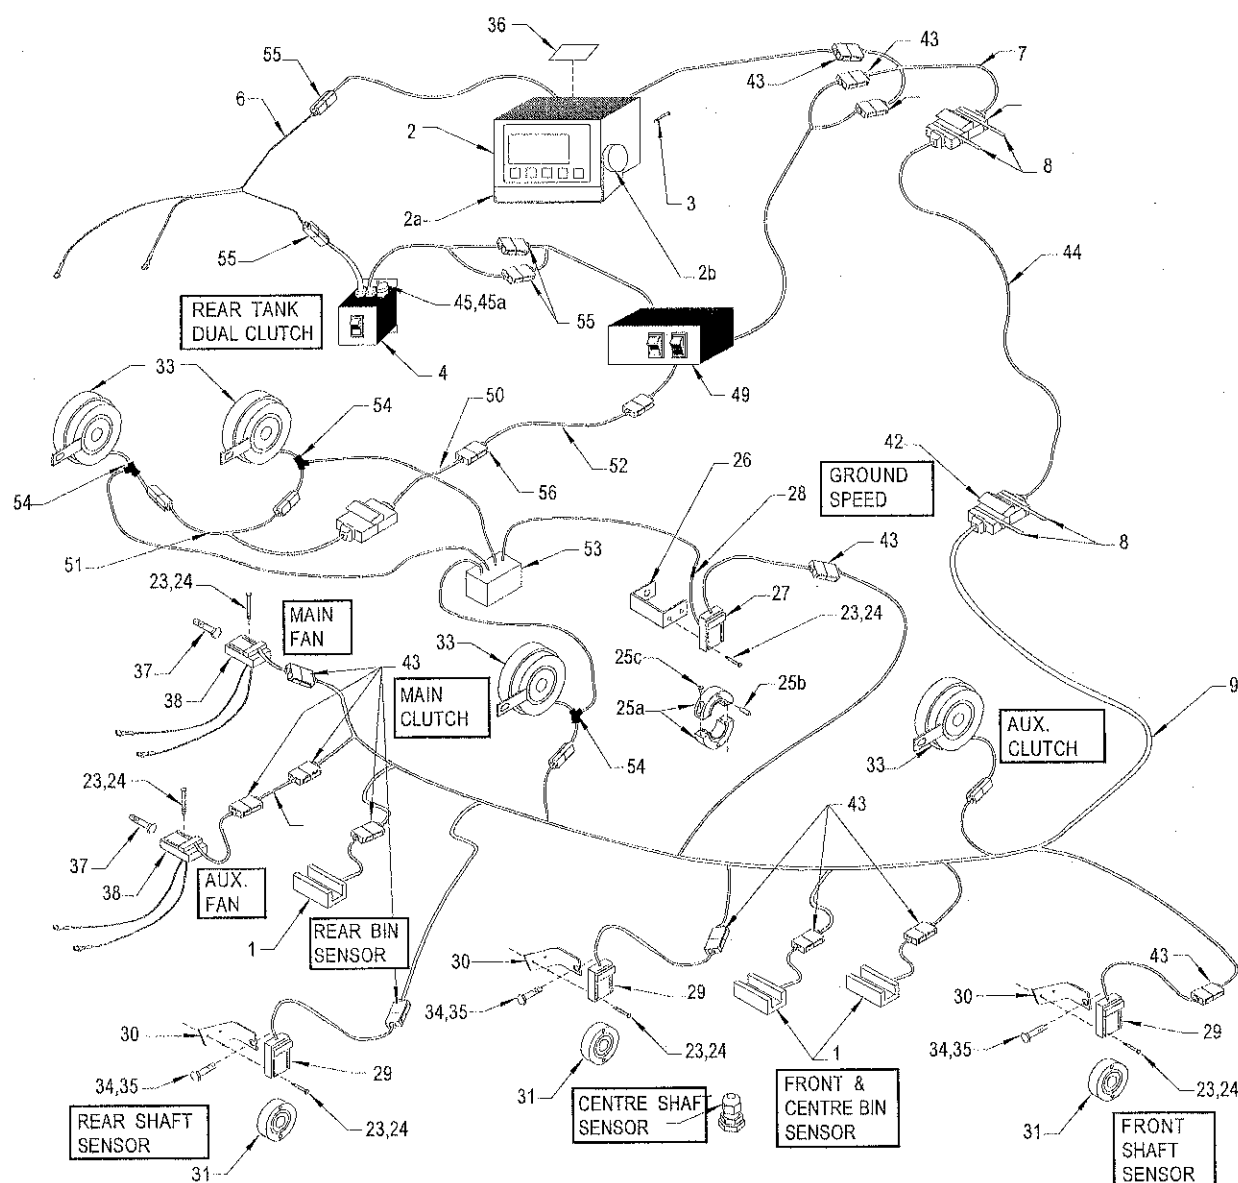 36
43
7
55
43
6
2
8
3
2a
55
2b
44
REAR TANK
DUAL CLUTCH
45,45a
55
4
33
50
49
54
42
52
26
GROUND
SPEED
56
28
54
43
51
53
8
23,24
27
MAIN
FAN
23,24
33
37
43
25c
25b
9
38
MAIN
CLUTCH
25a
AUX.
CLUTCH
54
33
23,24
43
37
38
AUX.
FAN
1
REAR BIN
SENSOR
30
43
29
30
34,35
30
29
1
23,24
34,35
29
34,35
31
FRONT &
CENTRE BIN
SENSOR
23,24
REAR SHAFT
SENSOR
CENTRE SHAFT
SENSOR
23,24
31
FRONT
SHAFT
SENSOR
31